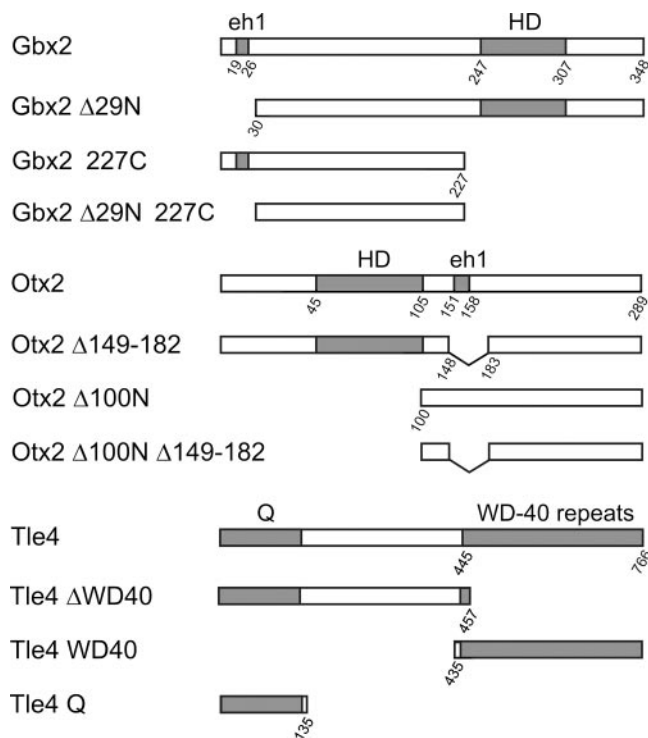 eh1 HD
Gbx2
19 26 247 307 348
Gbx2 Δ29N
30
Gbx2 227C
227
Gbx2 Δ29N 227C
HD eh1
Otx2
45 105 151 158 289
Otx2 Δ149-182
148 183
Otx2 Δ100N
100
Otx2 Δ100N Δ149-182
Q WD-40 repeats
Tle4
445 766
Tle4 ΔWD40
457
Tle4 WD40
435
Tle4 Q
135